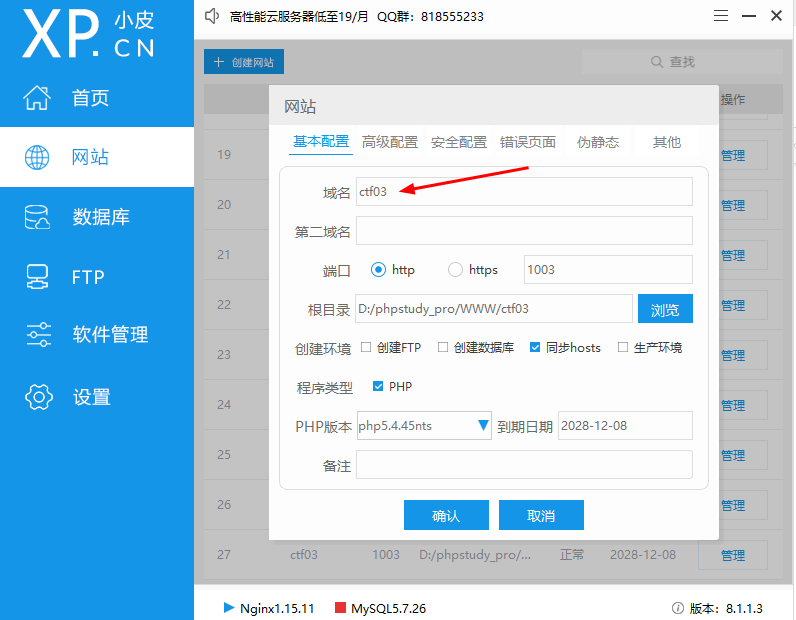 XP.CN 小皮
高性能云服务器低至19/月 QQ群：818555233
首页
网站
数据库
FTP
软件管理
设置
+ 创建网站
查找
操作
网站
基本配置 高级配置 安全配置 错误页面 伪静态 其他
域名 ctf03
第二域名
端口 http https 1003
根目录 D:/phpstudy_pro/WWW/ctf03 浏览
创建环境 创建FTP 创建数据库 同步hosts 生产环境
程序类型 PHP
PHP版本 php5.4.45nts 到期日期 2028-12-08
备注
确认 取消
19 管理
20 管理
21 管理
22 管理
23 管理
24 管理
25 管理
26 管理
27 ctf03 1003 D:/phpstudy_pro/... 正常 2028-12-08 管理
Nginx1.15.11 MySQL5.7.26 版本：8.1.1.3